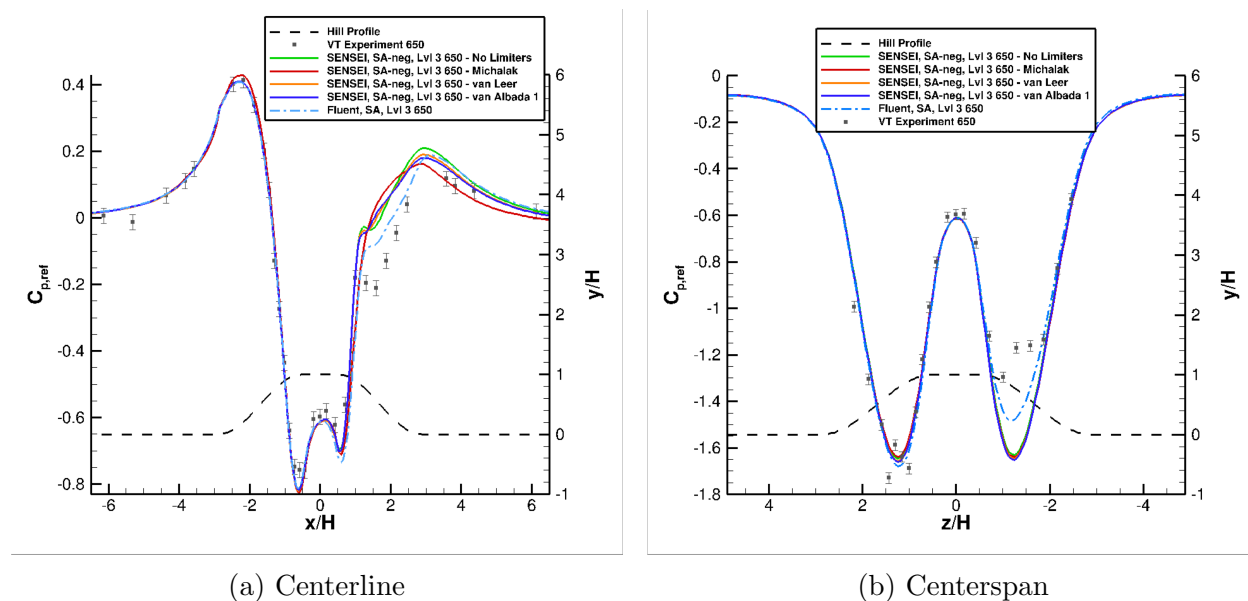 Hill Profile
VT Experiment 650
SENSEI, SA-neg, Lvl 3 650 - No Limiters
SENSEI, SA-neg, Lvl 3 650 - Michalak
SENSEI, SA-neg, Lvl 3 650 - van Leer
SENSEI, SA-neg, Lvl 3 650 - van Albada 1
Fluent, SA, Lvl 3 650
0.4
0.2
0
-0.2
-0.4
-0.6
-0.8
Cp,ref
-6 -4 -2 0 2 4 6
x/H
6
5
4
3
2
1
0
-1
y/H
(a) Centerline
Hill Profile
SENSEI, SA-neg, Lvl 3 650 - No Limiters
SENSEI, SA-neg, Lvl 3 650 - Michalak
SENSEI, SA-neg, Lvl 3 650 - van Leer
SENSEI, SA-neg, Lvl 3 650 - van Albada 1
Fluent, SA, Lvl 3 650
VT Experiment 650
0
-0.2
-0.4
-0.6
-0.8
-1
-1.2
-1.4
-1.6
-1.8
Cp,ref
4 2 0 -2 -4
z/H
6
5
4
3
2
1
0
-1
y/H
(b) Centerspan